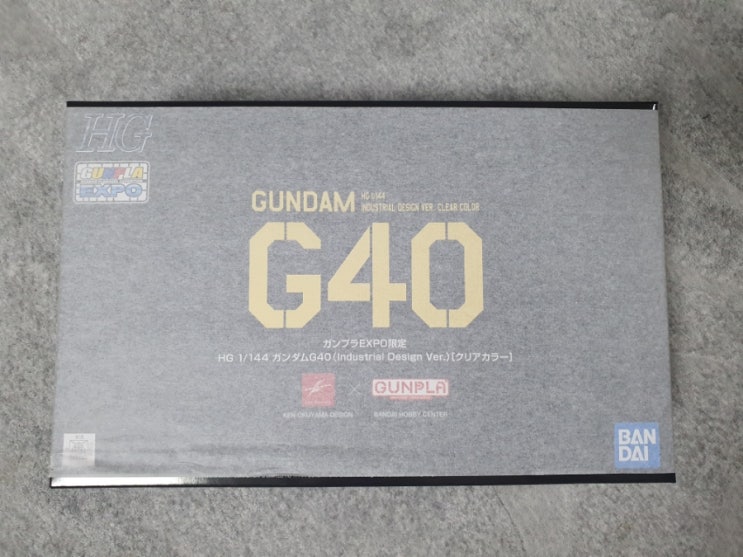 HG
GUNPLA
EXPO
GUNDAM HG 1/144
INDUSTRIAL DESIGN VER. CLEAR COLOR
G40
ガンプラEXPO限定
HG 1/144 ガンダムG40(Industrial Design Ver.)[クリアカラー]
× GUNPLA
KEN OKUYAMA DESIGN BANDAI HOBBY CENTER
BAN
DAI